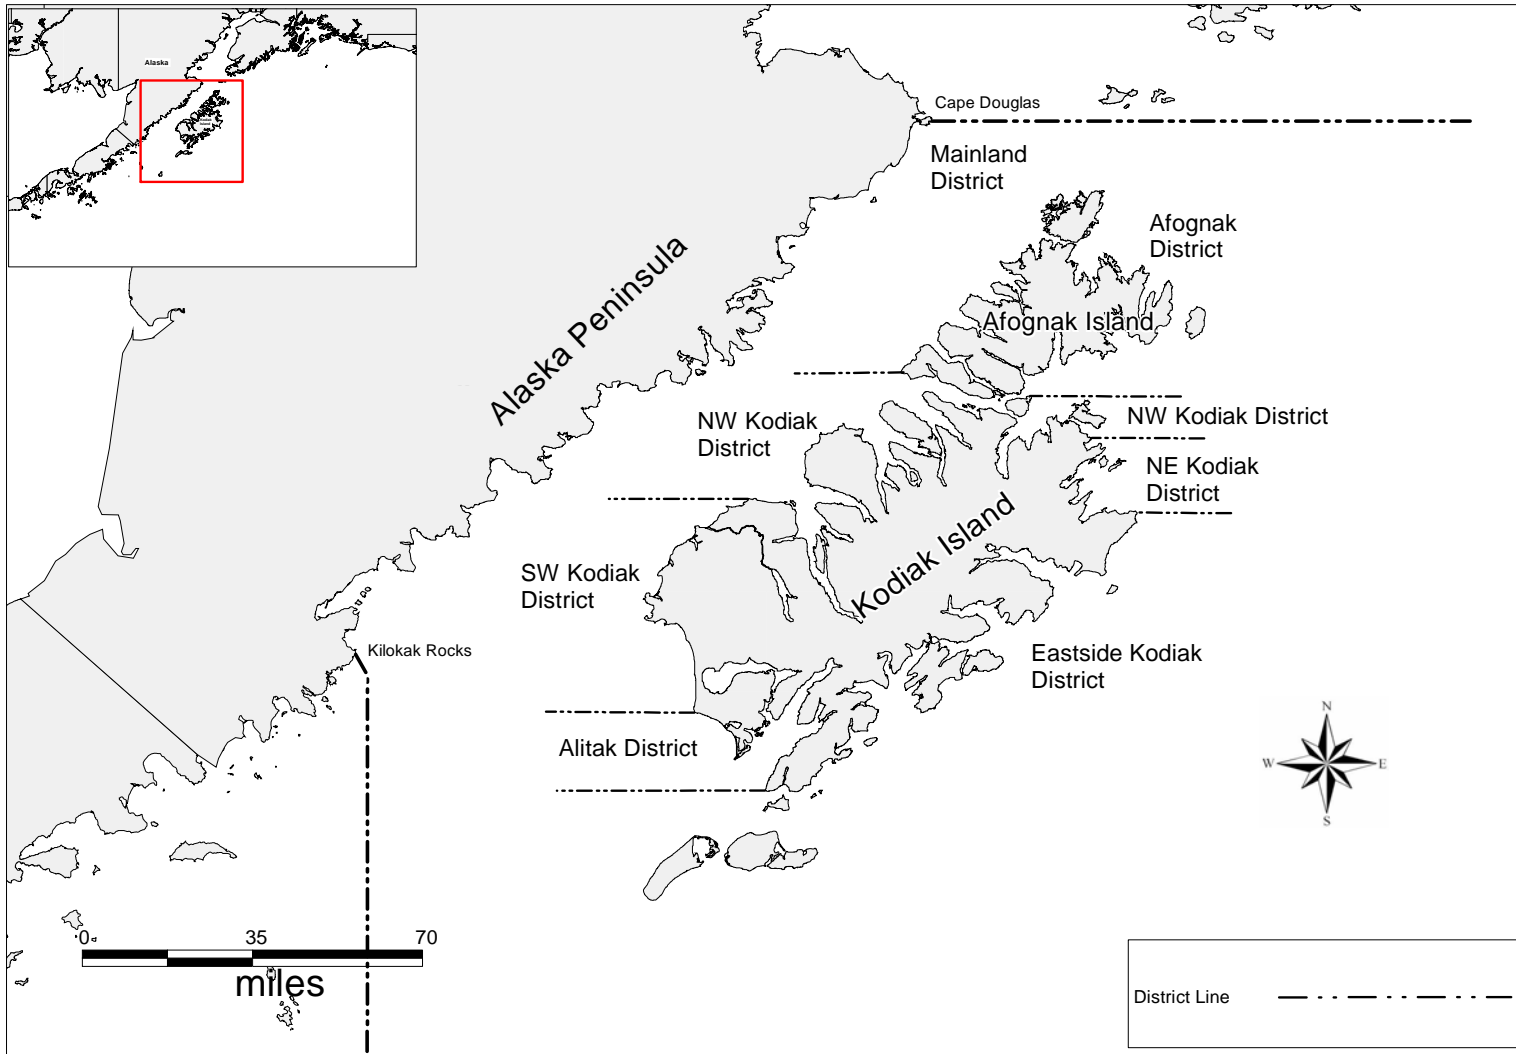 Alaska
Cape Douglas
Mainland
District
Afognak
District
Alaska Peninsula
Afognak Island
NW Kodiak
District
NW Kodiak District
NE Kodiak
District
Kodiak Island
SW Kodiak
District
Kilokak Rocks
Eastside Kodiak
District
Alitak District
N
W
E
S
0
35
70
miles
District Line